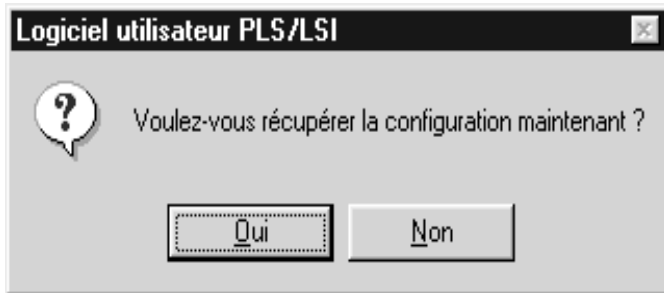 Logiciel utilisateur PLS/LSI
Voulez-vous récupérer la configuration maintenant ?
Oui Non